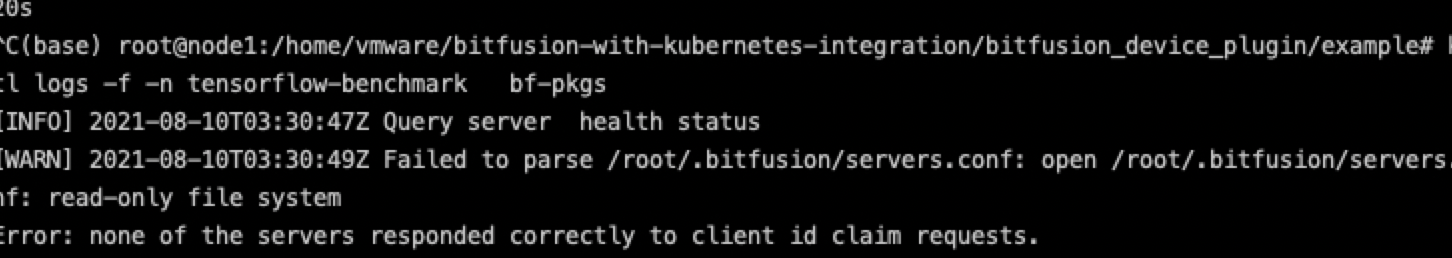 20s
^C(base) root@node1:/home/vmware/bitfusion-with-kubernetes-integration/bitfusion_device_plugin/example#
tl logs -f -n tensorflow-benchmark   bf-pkgs
[INFO] 2021-08-10T03:30:47Z Query server  health status
[WARN] 2021-08-10T03:30:49Z Failed to parse /root/.bitfusion/servers.conf: open /root/.bitfusion/servers.
nf: read-only file system
Error: none of the servers responded correctly to client id claim requests.